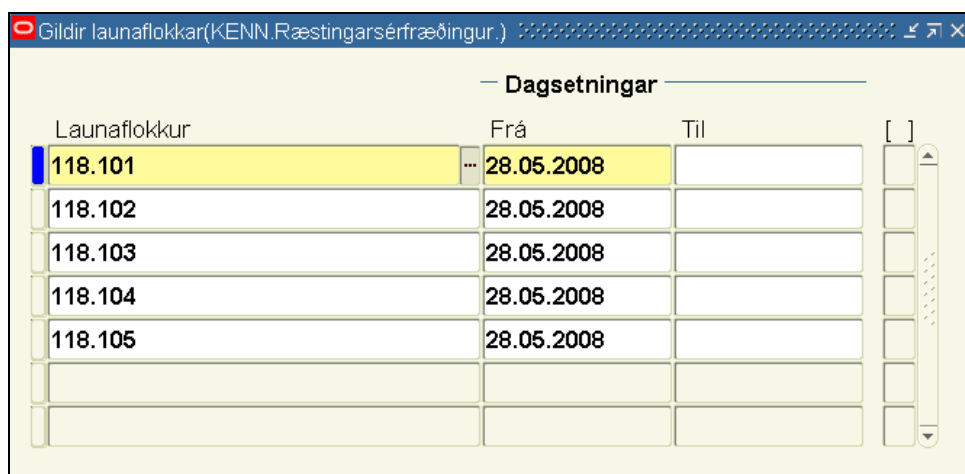 Gildir launaflokkar(KENN.Ræstingarsérfræðingur.)
Dagsetningar
Launaflokkur Frá Til [ ]
118.101 ... 28.05.2008
118.102 28.05.2008
118.103 28.05.2008
118.104 28.05.2008
118.105 28.05.2008